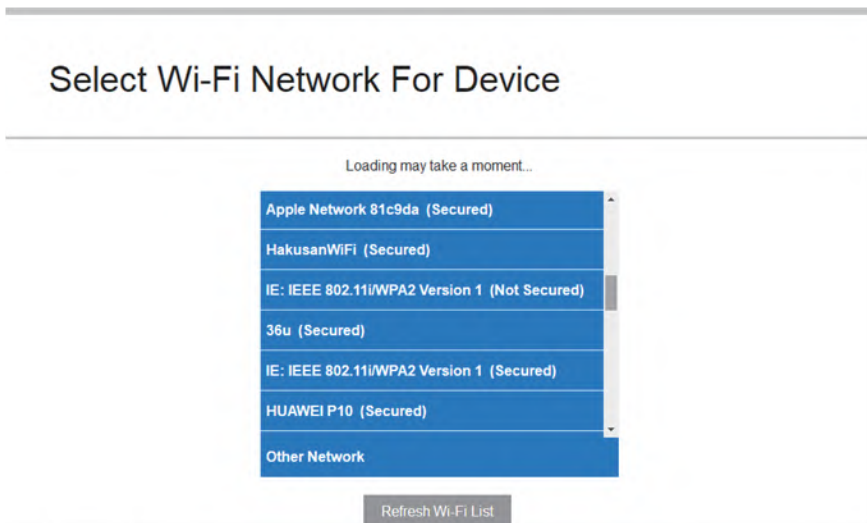 Select Wi-Fi Network For Device
Loading may take a moment...
Apple Network 81c9da (Secured)
HakusanWiFi (Secured)
IE: IEEE 802.11i/WPA2 Version 1 (Not Secured)
36u (Secured)
IE: IEEE 802.11i/WPA2 Version 1 (Secured)
HUAWEI P10 (Secured)
Other Network
Refresh Wi-Fi List